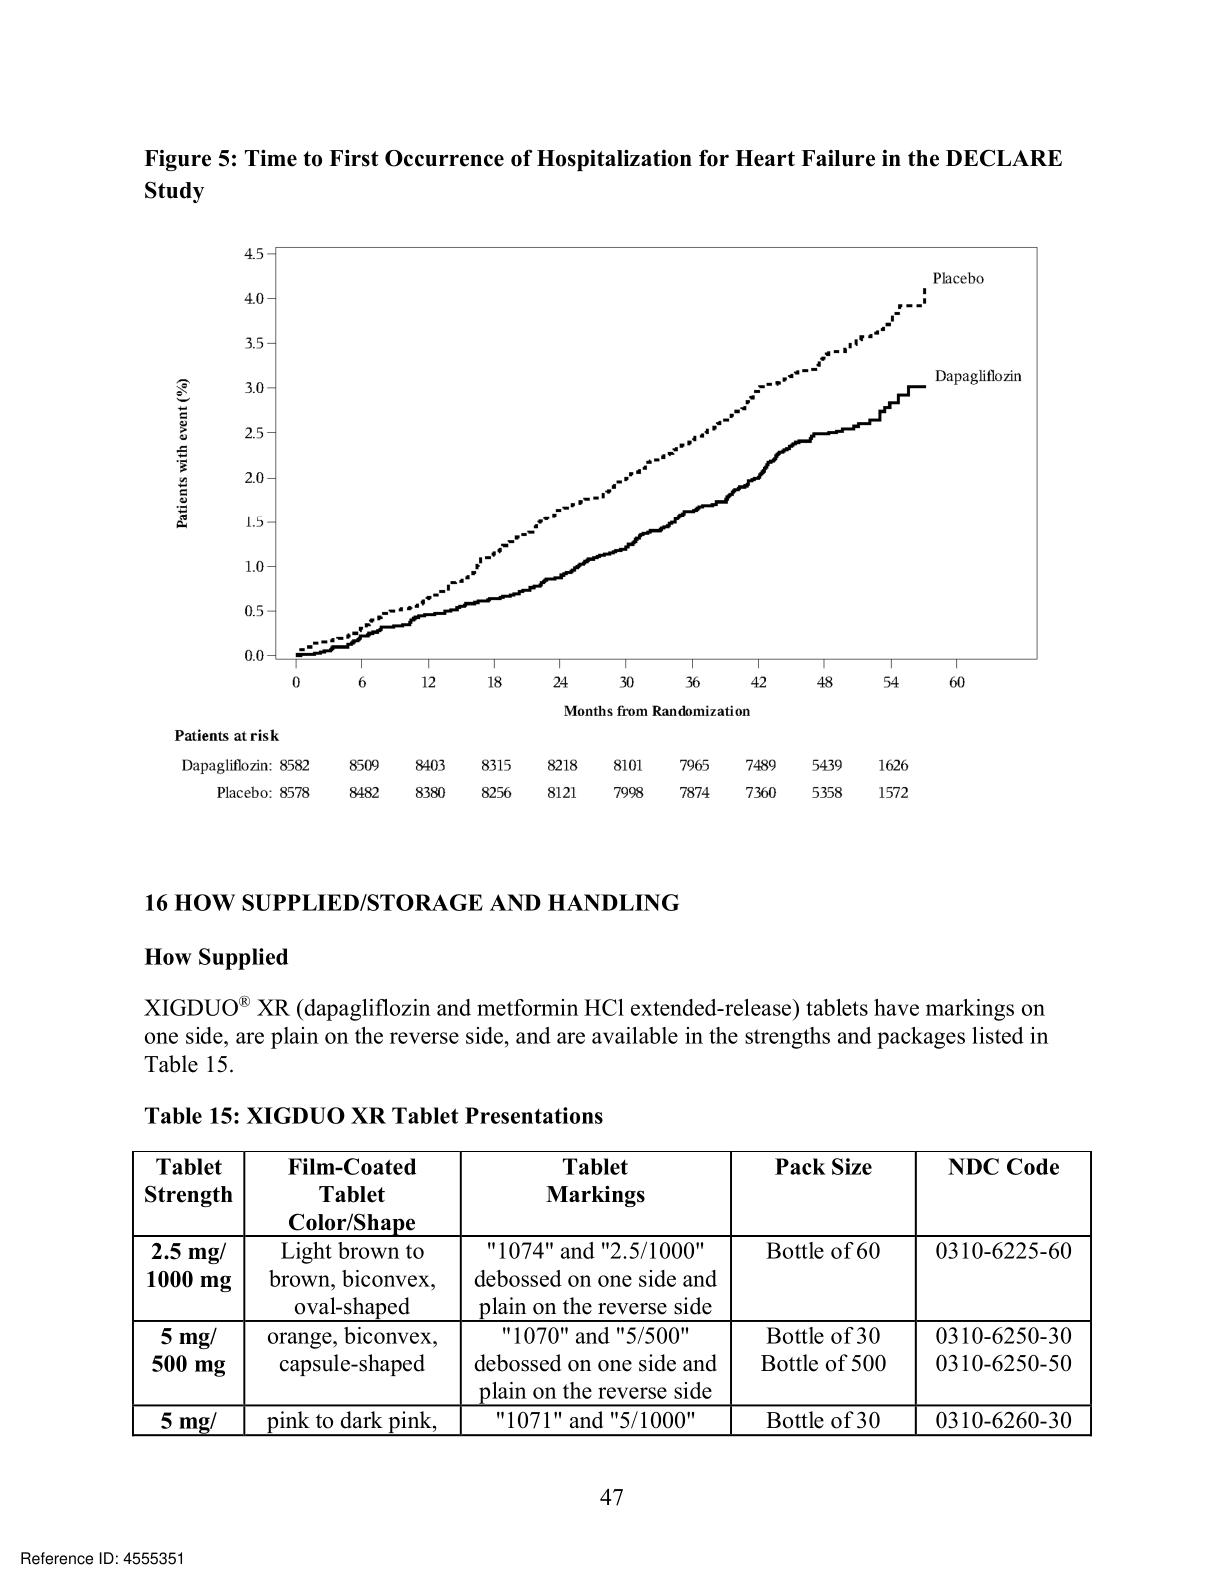 Figure 5: Time to First Occurrence of Hospitalization for Heart Failure in the DECLARE
Study
4.5
4.0
3.5
3.0
2.5
2.0
1.5
1.0
0.5
0.0
Patients with event (%)
Placebo
Dapagliflozin
0 6 12 18 24 30 36 42 48 54 60
Months from Randomization
Patients at risk
Dapagliflozin: 8582 8509 8403 8315 8218 8101 7965 7489 5439 1626
Placebo: 8578 8482 8380 8256 8121 7998 7874 7360 5358 1572
16 HOW SUPPLIED/STORAGE AND HANDLING
How Supplied
XIGDUO® XR (dapagliflozin and metformin HCl extended-release) tablets have markings on
one side, are plain on the reverse side, and are available in the strengths and packages listed in
Table 15.
Table 15: XIGDUO XR Tablet Presentations
Tablet Film-Coated Tablet Pack Size NDC Code
Strength Tablet Markings
Color/Shape
2.5 mg/ Light brown to "1074" and "2.5/1000" Bottle of 60 0310-6225-60
1000 mg brown, biconvex, debossed on one side and
oval-shaped plain on the reverse side
5 mg/ orange, biconvex, "1070" and "5/500" Bottle of 30 0310-6250-30
500 mg capsule-shaped debossed on one side and Bottle of 500 0310-6250-50
plain on the reverse side
5 mg/ pink to dark pink, "1071" and "5/1000" Bottle of 30 0310-6260-30
47
Reference ID: 4555351